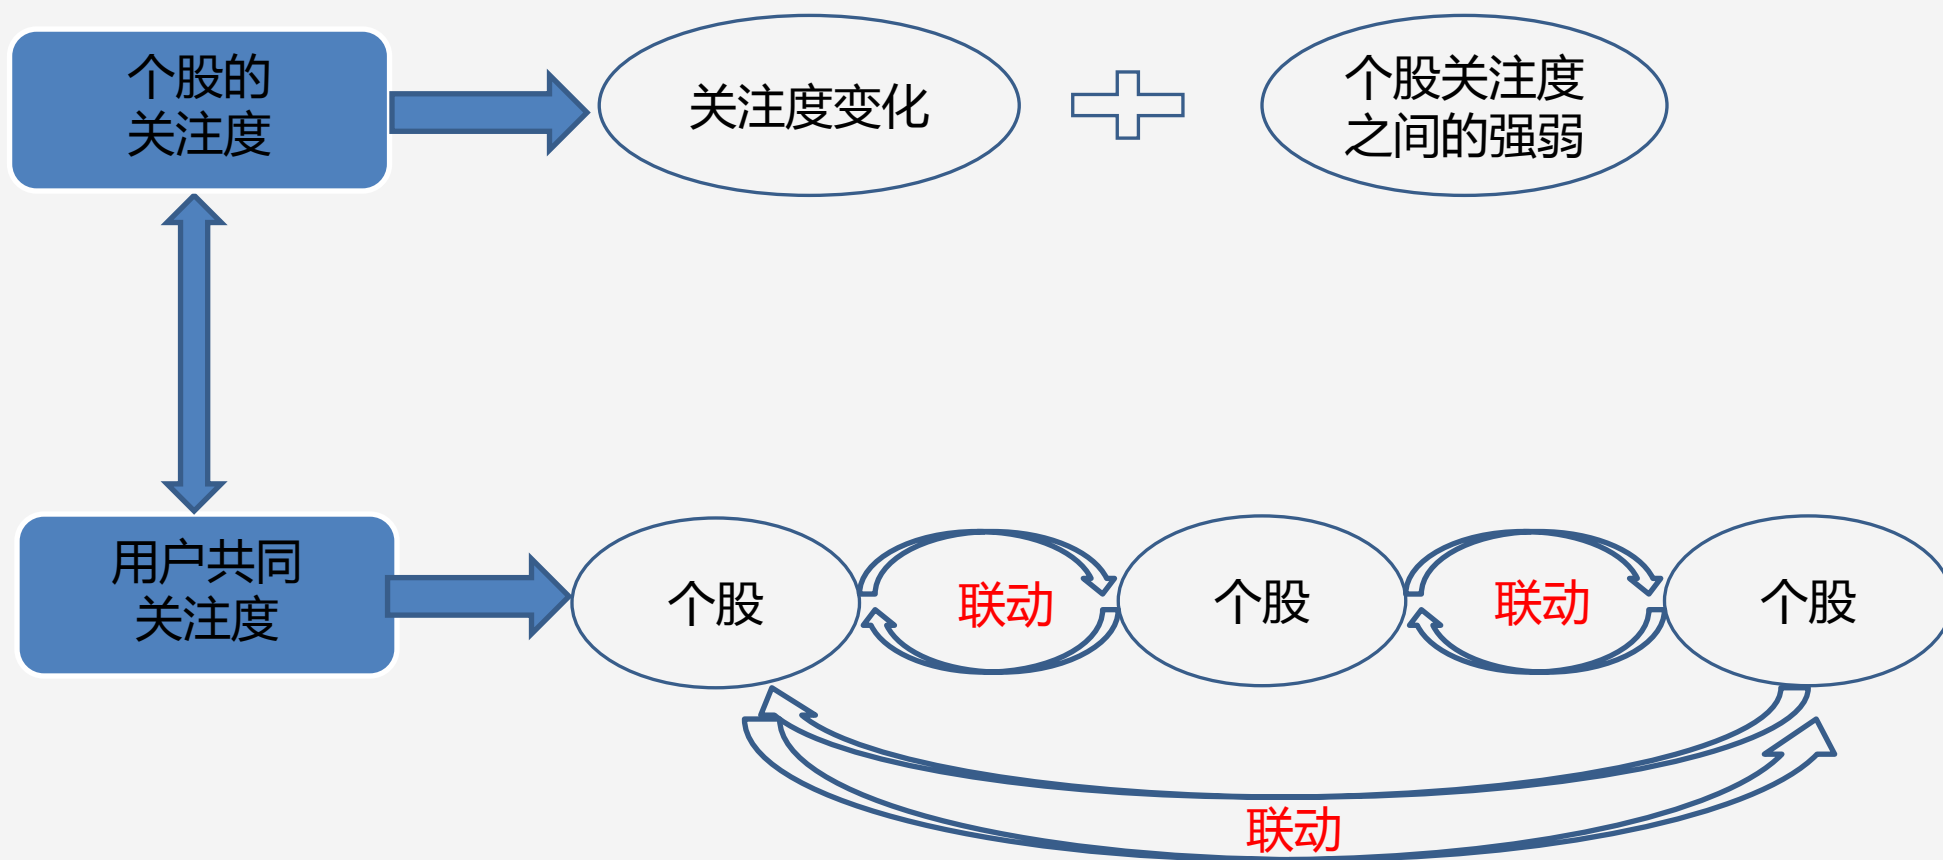 个股的
关注度
关注度变化
个股关注度
之间的强弱
用户共同
关注度
个股
联动
个股
联动
个股
联动